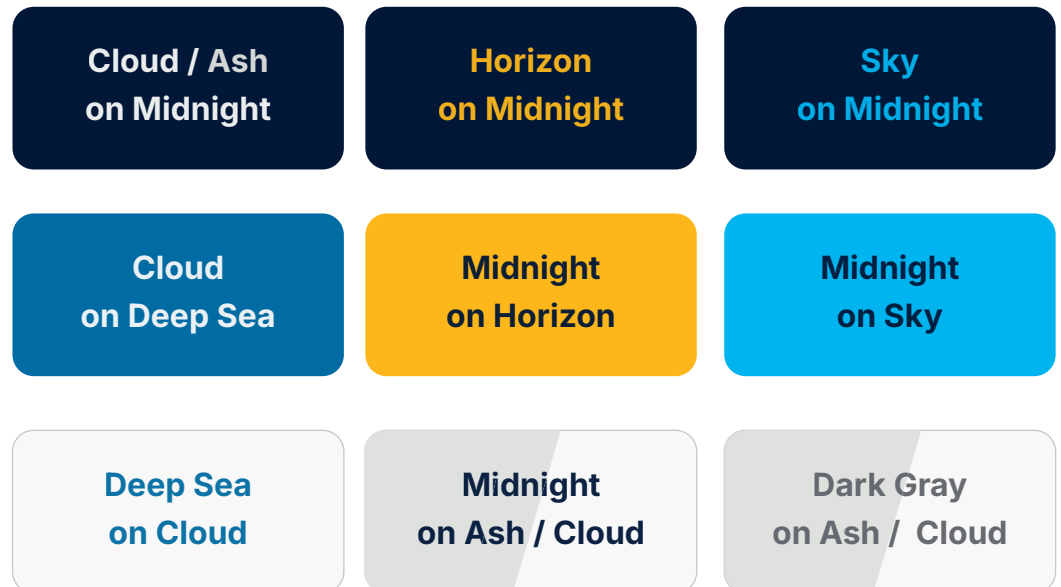 Cloud / Ash
on Midnight
Horizon
on Midnight
Sky
on Midnight
Cloud
on Deep Sea
Midnight
on Horizon
Midnight
on Sky
Deep Sea
on Cloud
Midnight
on Ash / Cloud
Dark Gray
on Ash / Cloud